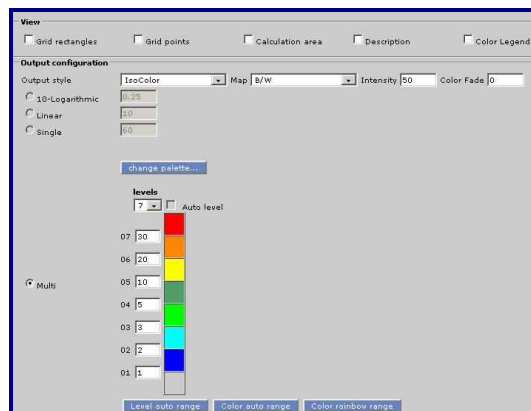 View
Grid rectangles Grid points Calculation area Description Color Legend
Output configuration
Output style IsoColor Map B/W Intensity 50 Color Fade 0
10-Logarithmic 0.25
Linear 10
Single 60
change palette...
levels
7 Auto level
07 30
06 20
05 10
Multi
04 5
03 3
02 2
01 1
Level auto range Color auto range Color rainbow range